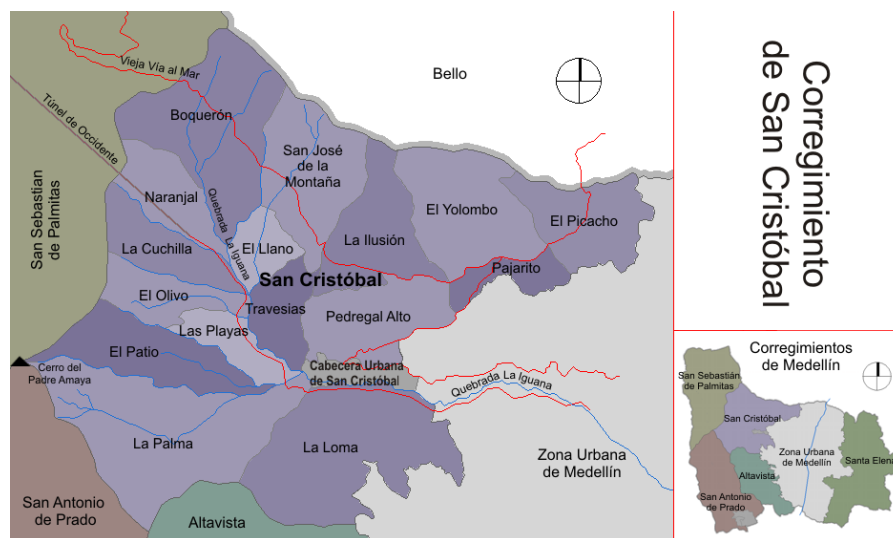 Bello
Vieja Vía al Mar
Túnel de Occidente
Boquerón
San José
de la
Montaña
San Sebastian
de Palmitas
Naranjal
Quebrada La Iguana
El Yolombo
El Picacho
La Cuchilla
El Llano
La Ilusión
Pajarito
San Cristóbal
El Olivo
Travesias
Pedregal Alto
Las Playas
El Patio
Cerro del
Padre Amaya
Cabecera Urbana
de San Cristóbal
Quebrada La Iguana
La Palma
La Loma
Zona Urbana
de Medellín
San Antonio
de Prado
Altavista
Corregimiento
de San Cristóbal
Corregimientos
de Medellín
San Sebastián
de Palmitas
San Cristóbal
Zona Urbana
de Medellín
Santa Elena
Altavista
San Antonio
de Prado